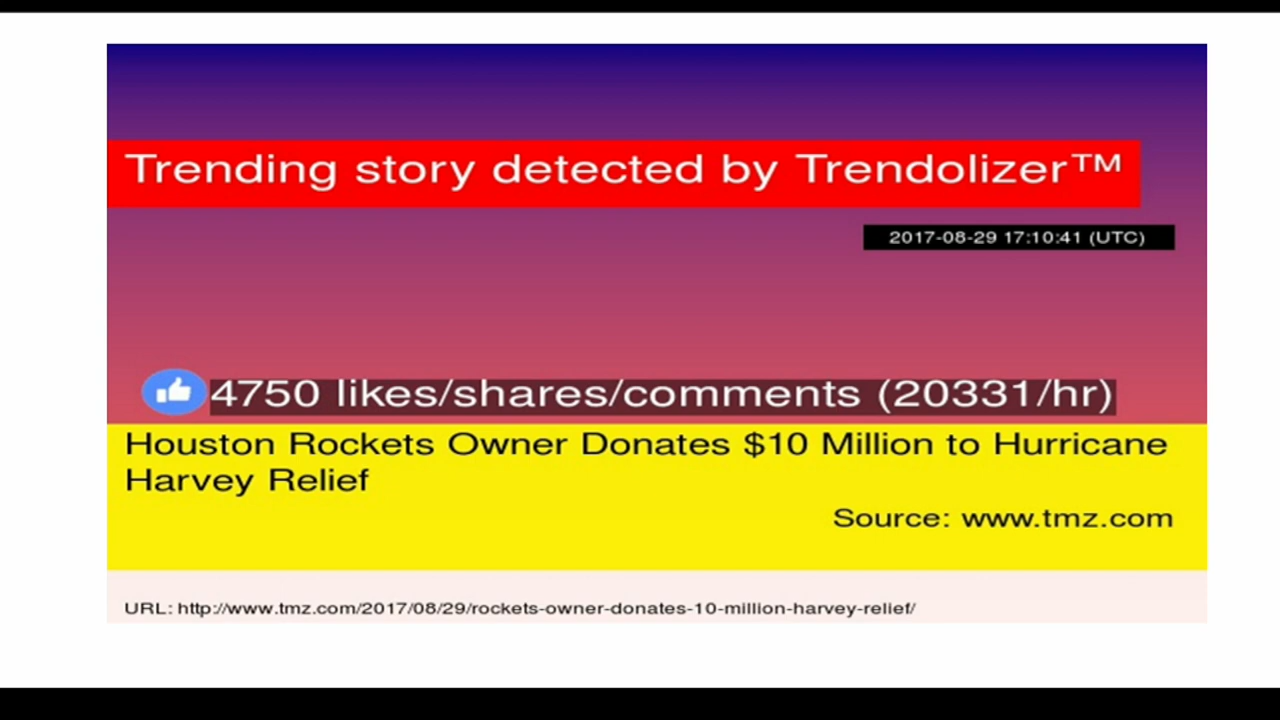 Trending story detected by Trendolizer™
2017-08-29 17:10:41 (UTC)
4750 likes/shares/comments (20331/hr)
Houston Rockets Owner Donates $10 Million to Hurricane
Harvey Relief
Source: www.tmz.com
URL: http://www.tmz.com/2017/08/29/rockets-owner-donates-10-million-harvey-relief/